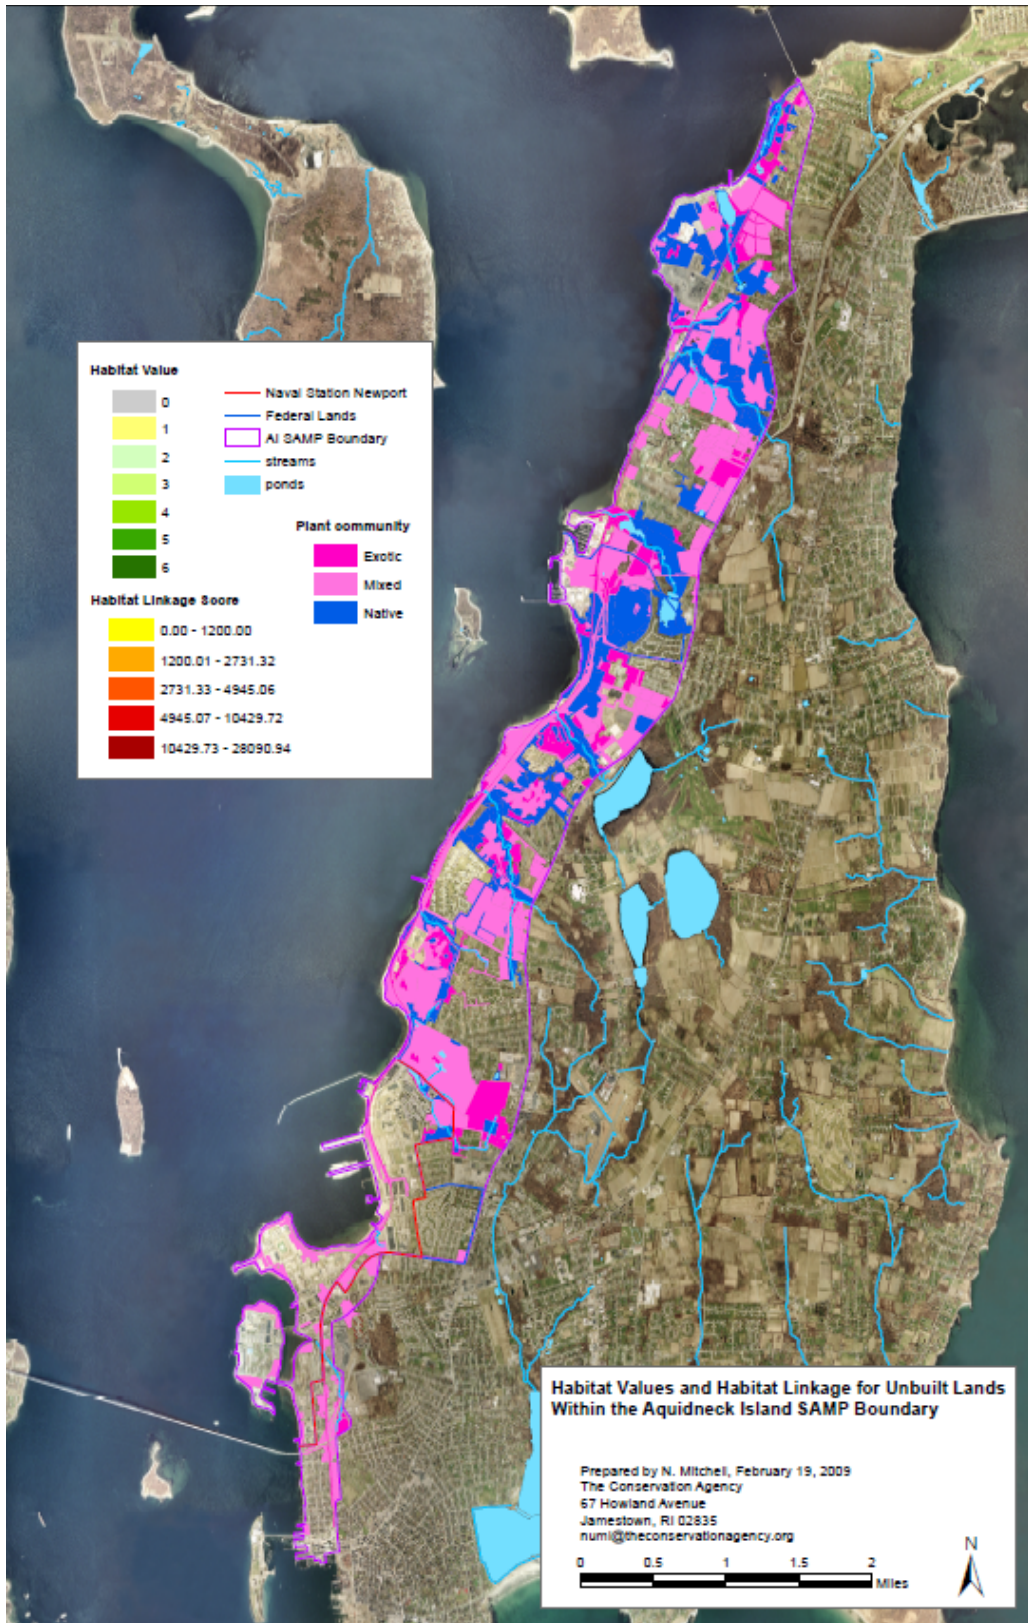 Habitat Value
0
1
2
3
4
5
6
Naval Station Newport
Federal Lands
AI SAMP Boundary
streams
ponds
Plant community
Exotic
Mixed
Native
Habitat Linkage Score
0.00 - 1200.00
1200.01 - 2731.32
2731.33 - 4945.06
4945.07 - 10429.72
10429.73 - 28090.94
Habitat Values and Habitat Linkage for Unbuilt Lands
Within the Aquidneck Island SAMP Boundary
Prepared by N. Mitchell, February 19, 2009
The Conservation Agency
67 Howland Avenue
Jamestown, RI 02835
numi@theconservationagency.org
N
0 0.5 1 1.5 2
Miles